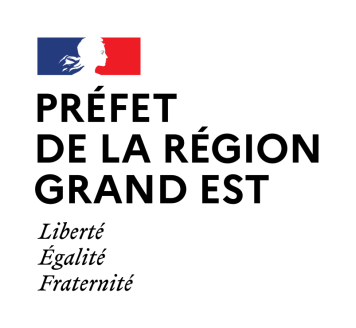 PRÉFET
DE LA RÉGION
GRAND EST
Liberté
Égalité
Fraternité